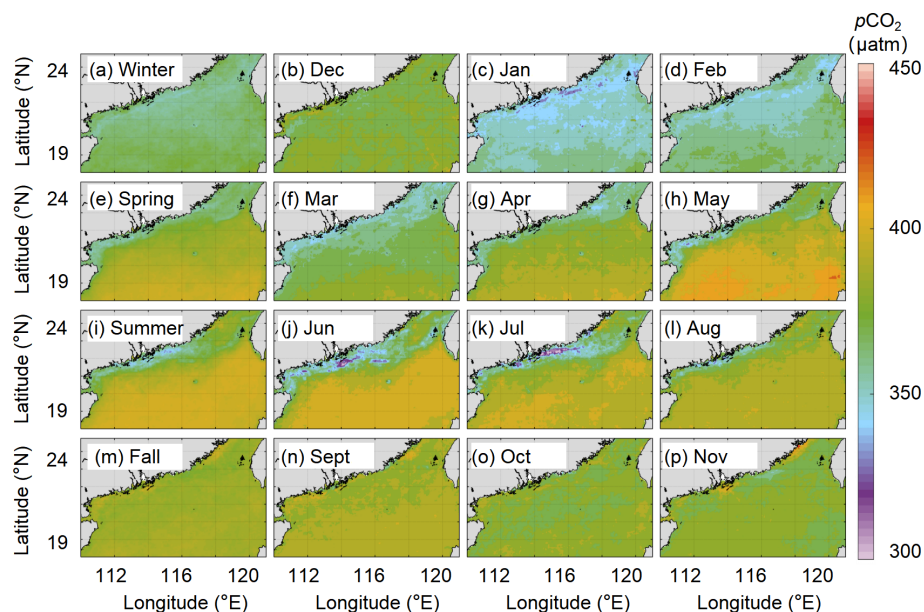 pCO2
(µatm)
24
19
Latitude (°N)
(a) Winter
(b) Dec
(c) Jan
(d) Feb
450
24
19
Latitude (°N)
(e) Spring
(f) Mar
(g) Apr
(h) May
400
24
19
Latitude (°N)
(i) Summer
(j) Jun
(k) Jul
(l) Aug
350
24
19
Latitude (°N)
(m) Fall
(n) Sept
(o) Oct
(p) Nov
300
112 116 120 112 116 120 112 116 120 112 116 120
Longitude (°E) Longitude (°E) Longitude (°E) Longitude (°E)